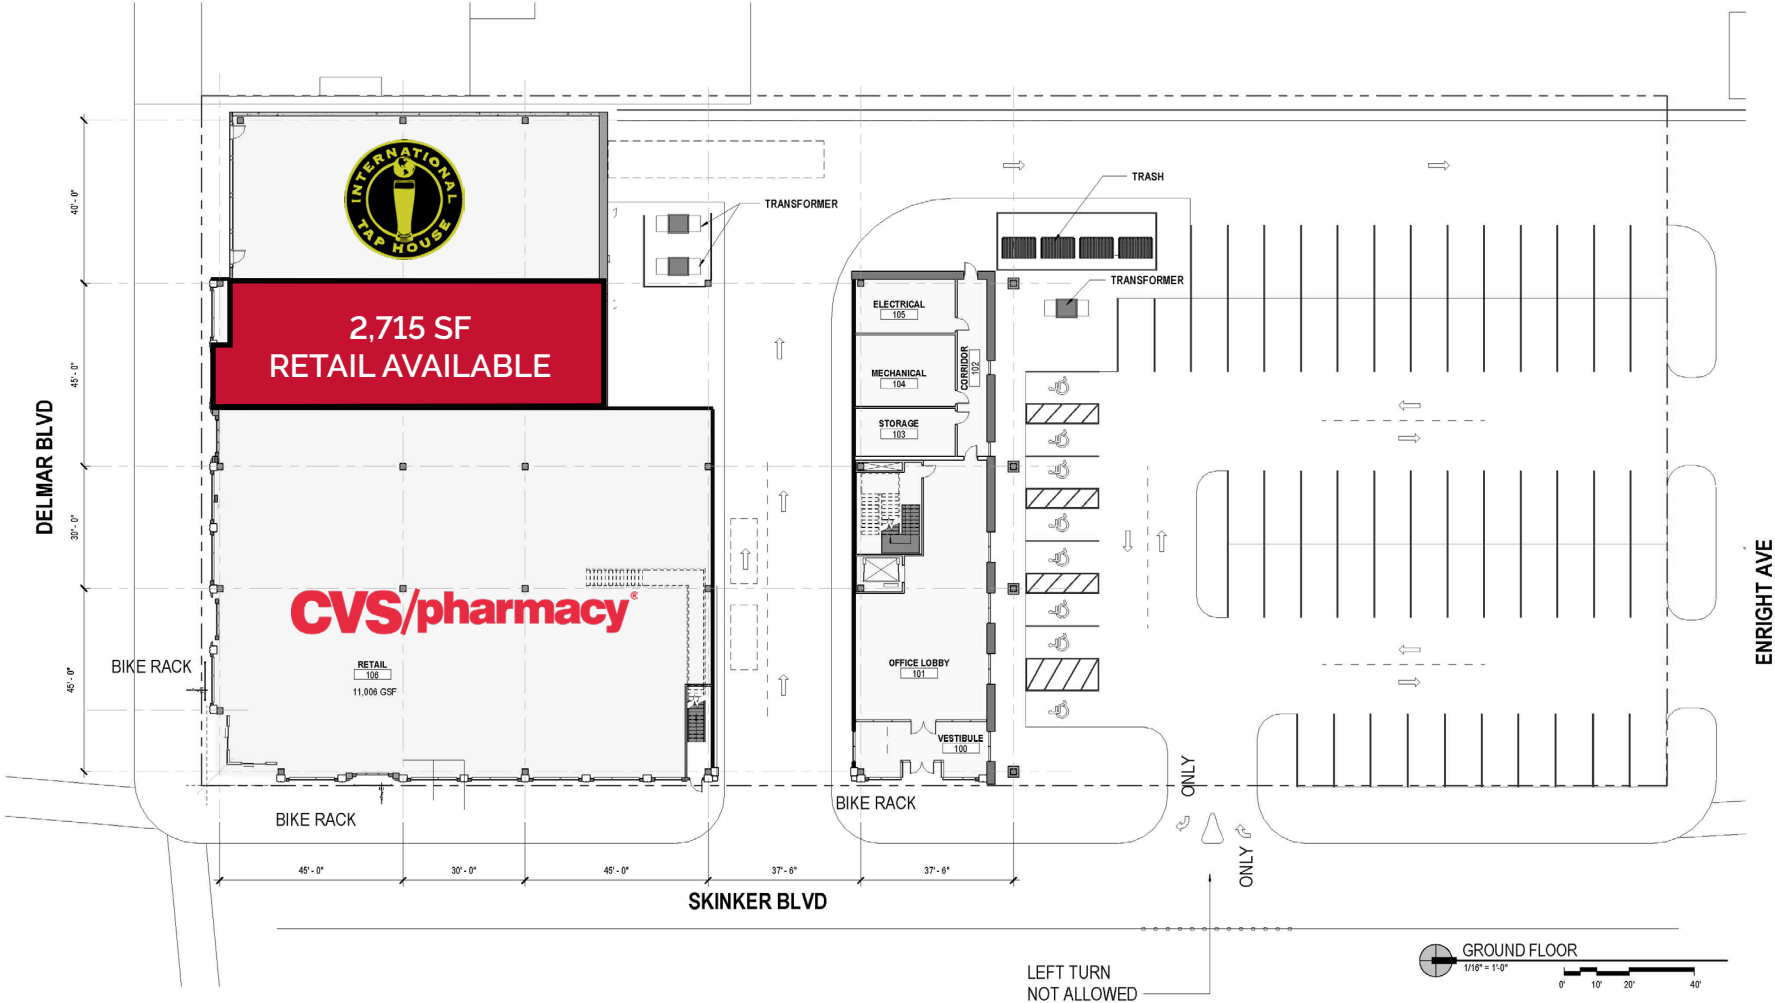 INTERNATIONAL
TAP HOUSE
TRASH
TRANSFORMER
TRANSFORMER
40'- 0"
2,715 SF
RETAIL AVAILABLE
ELECTRICAL
105
MECHANICAL
104
CORRIDOR
102
STORAGE
103
45'- 0"
DELMAR BLVD
30'- 0"
ENRIGHT AVE
CVS/pharmacy®
BIKE RACK
RETAIL
106
11,006 GSF
45'- 0"
OFFICE LOBBY
101
VESTIBULE
100
ONLY
BIKE RACK
BIKE RACK
ONLY
45'- 0"
30'- 0"
45'- 0"
37'- 6"
37'- 6"
SKINKER BLVD
LEFT TURN
NOT ALLOWED
GROUND FLOOR
1/16" = 1'-0"
0'
10'
20'
40'